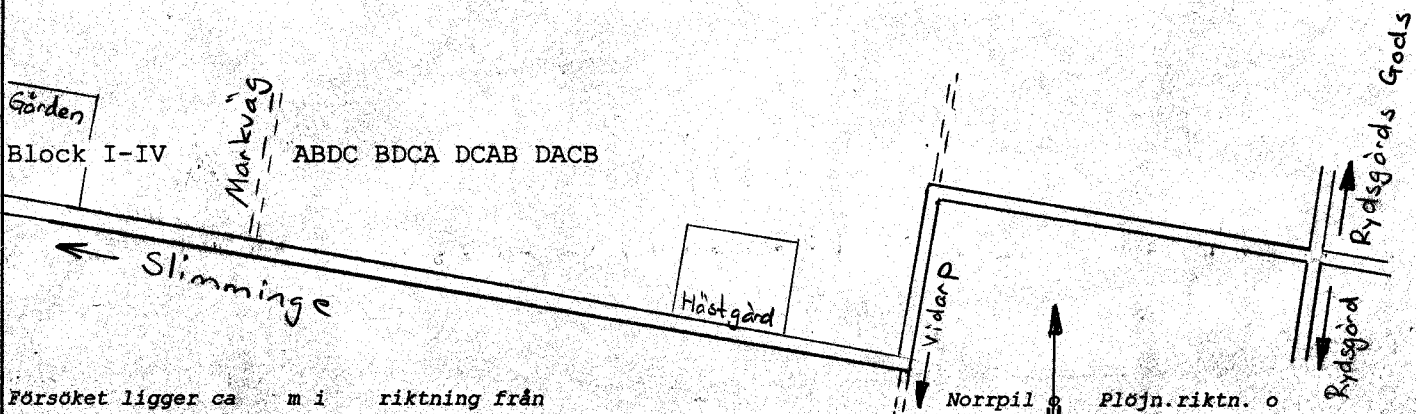 Rydsgårds Gods
Gården
Markväg
Block I-IV ABDC BDCA DCAB DACB
Rydsgård
Slimminge
Hästgård
Vidarp
Försöket ligger ca m i riktning från Norrpil o Plöjn.riktn. o